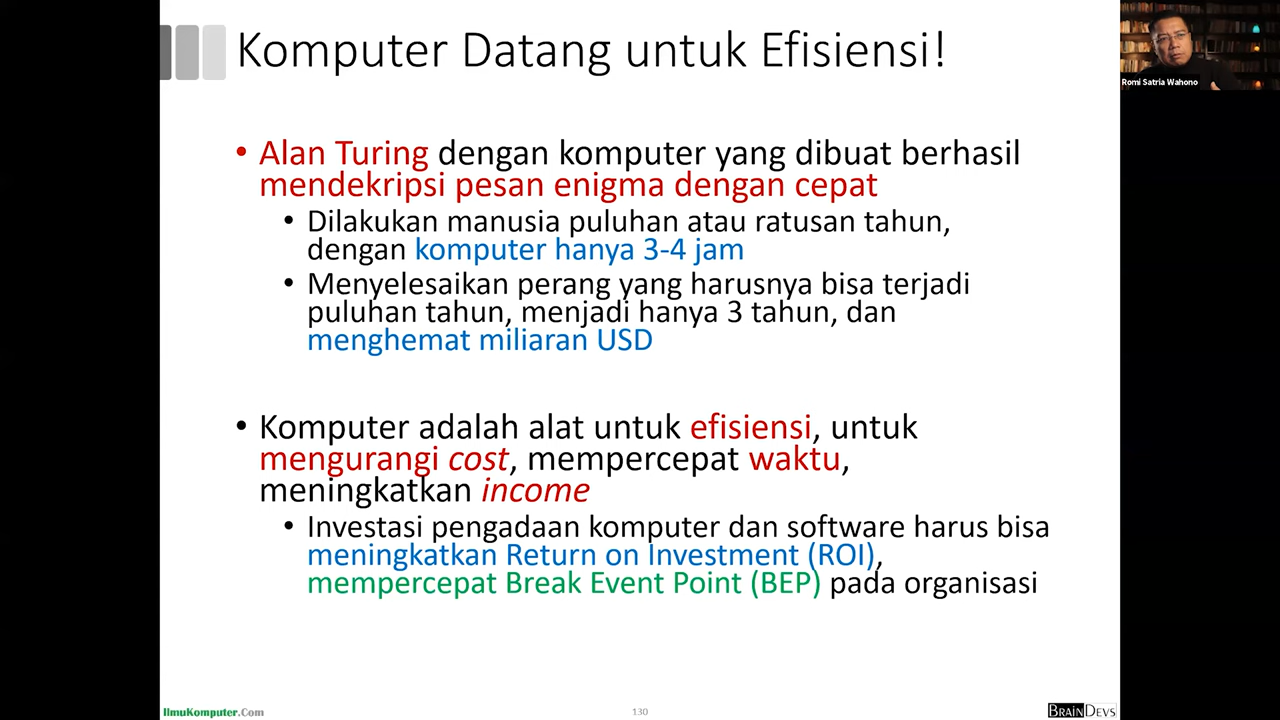 Komputer Datang untuk Efisiensi!
Romi Satria Wahono
• Alan Turing dengan komputer yang dibuat berhasil
mendekripsi pesan enigma dengan cepat
• Dilakukan manusia puluhan atau ratusan tahun,
dengan komputer hanya 3-4 jam
• Menyelesaikan perang yang harusnya bisa terjadi
puluhan tahun, menjadi hanya 3 tahun, dan
menghemat miliaran USD
• Komputer adalah alat untuk efisiensi, untuk
mengurangi cost, mempercepat waktu,
meningkatkan income
• Investasi pengadaan komputer dan software harus bisa
meningkatkan Return on Investment (ROI),
mempercepat Break Event Point (BEP) pada organisasi
IlmuKomputer.Com
130
BRAINDEVS